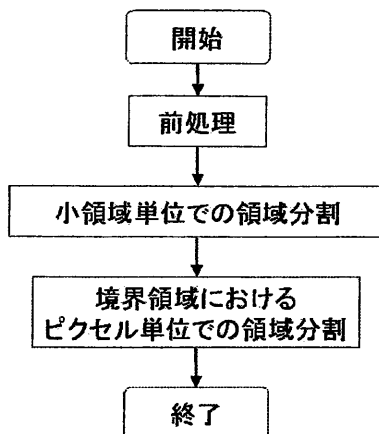 開始
前処理
小領域単位での領域分割
境界領域における
ピクセル単位での領域分割
終了